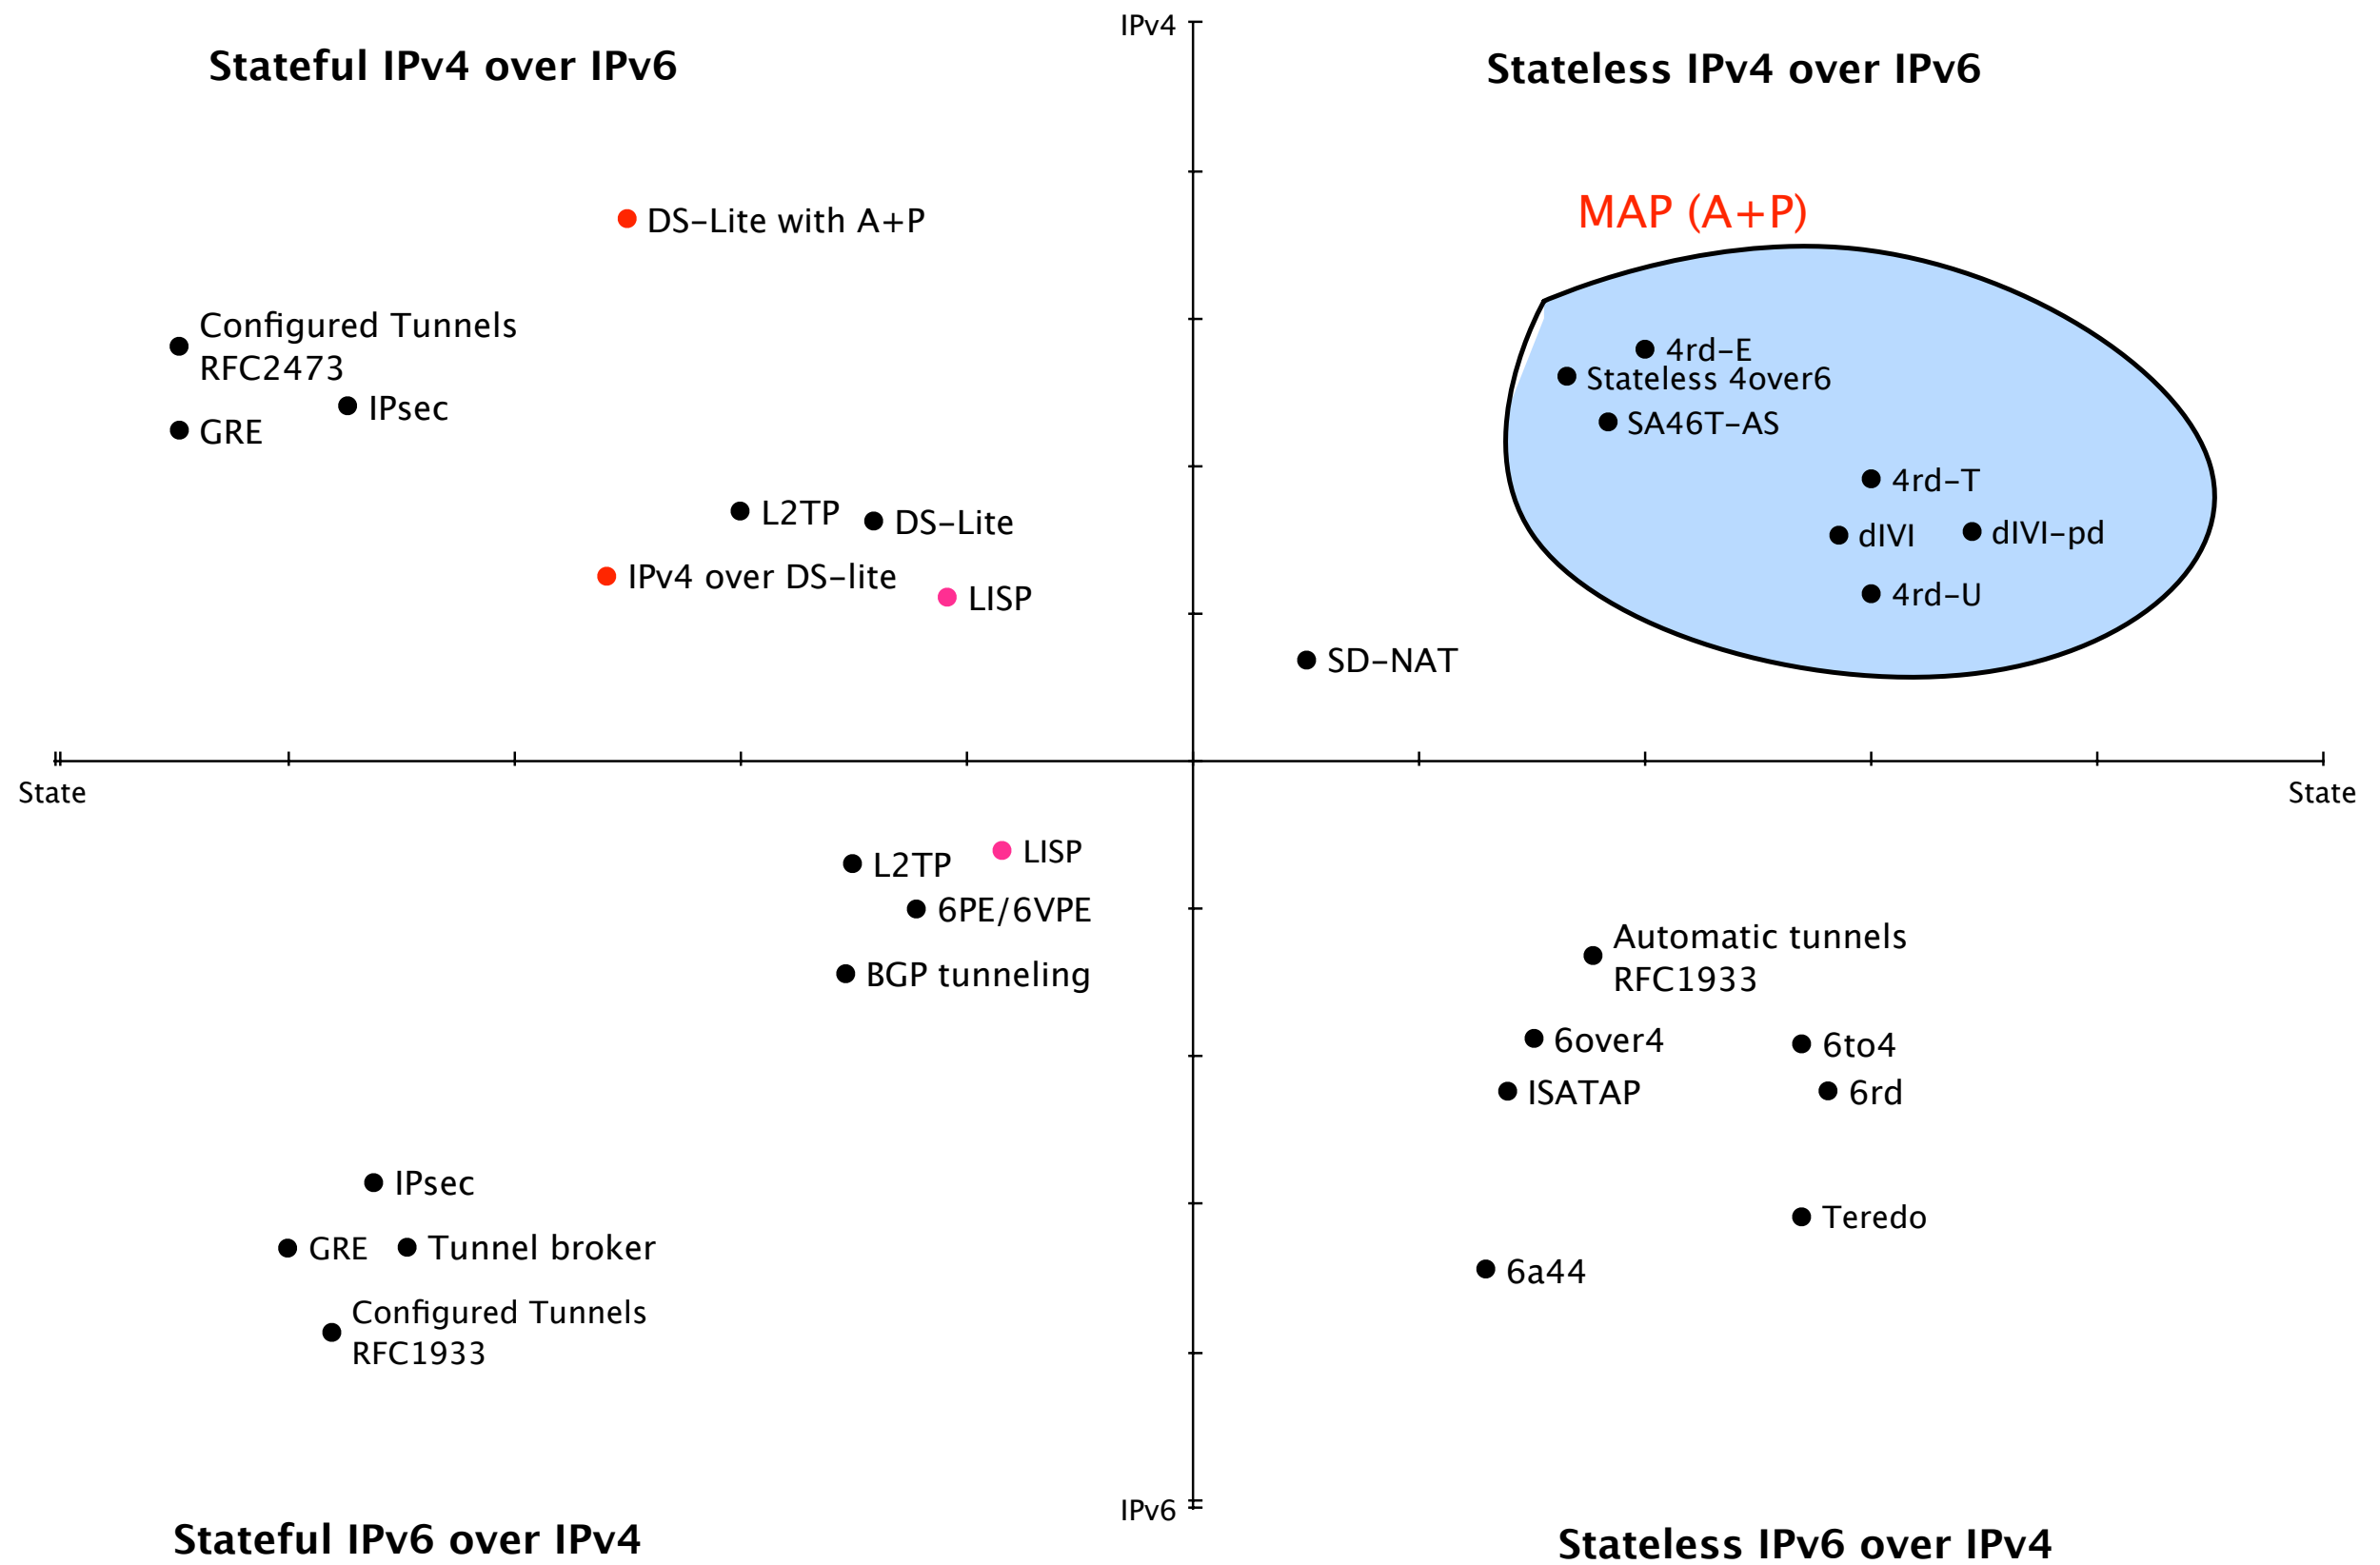 IPv4
Stateful IPv4 over IPv6
Stateless IPv4 over IPv6
DS-Lite with A+P
MAP (A+P)
Configured Tunnels
RFC2473
IPsec
GRE
4rd-E
Stateless 4over6
SA46T-AS
4rd-T
L2TP
DS-Lite
dIVI
dIVI-pd
IPv4 over DS-lite
LISP
4rd-U
SD-NAT
State
State
L2TP
LISP
6PE/6VPE
BGP tunneling
Automatic tunnels
RFC1933
6over4
6to4
ISATAP
6rd
IPsec
Teredo
GRE
Tunnel broker
6a44
Configured Tunnels
RFC1933
IPv6
Stateful IPv6 over IPv4
Stateless IPv6 over IPv4